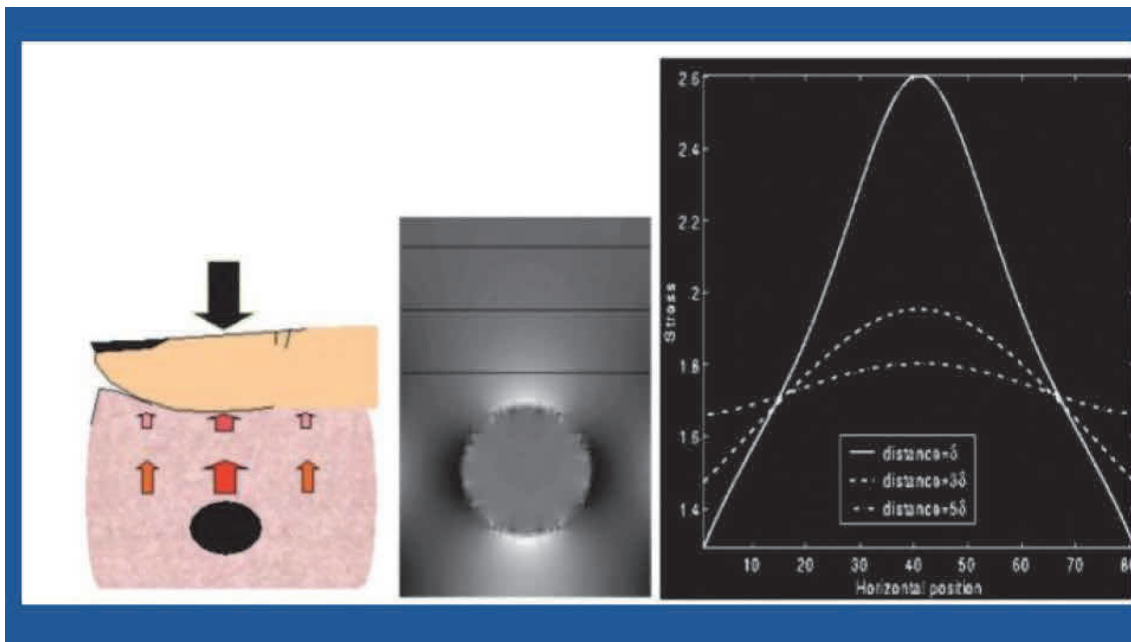 2.6
2.4
2.2
2
1.8
1.6
1.4
Stress
distance=δ
distance=3δ
distance=5δ
10 20 30 40 50 60 70 80
Horizontal position